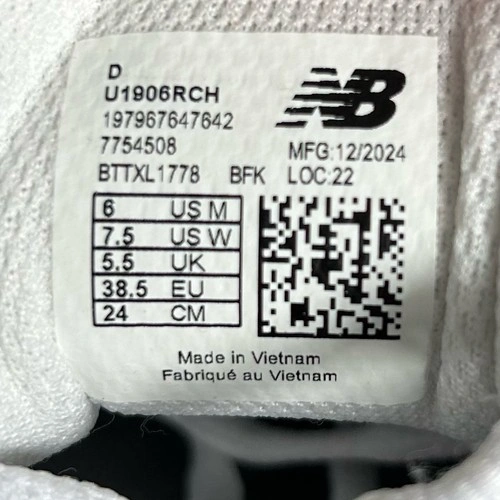 D
U1906RCH
NB
197967647642
7754508
MFG:12/2024
BTTXL1778 BFK LOC:22
6 US M
7.5 US W
5.5 UK
38.5 EU
24 CM
Made in Vietnam
Fabriqué au Vietnam